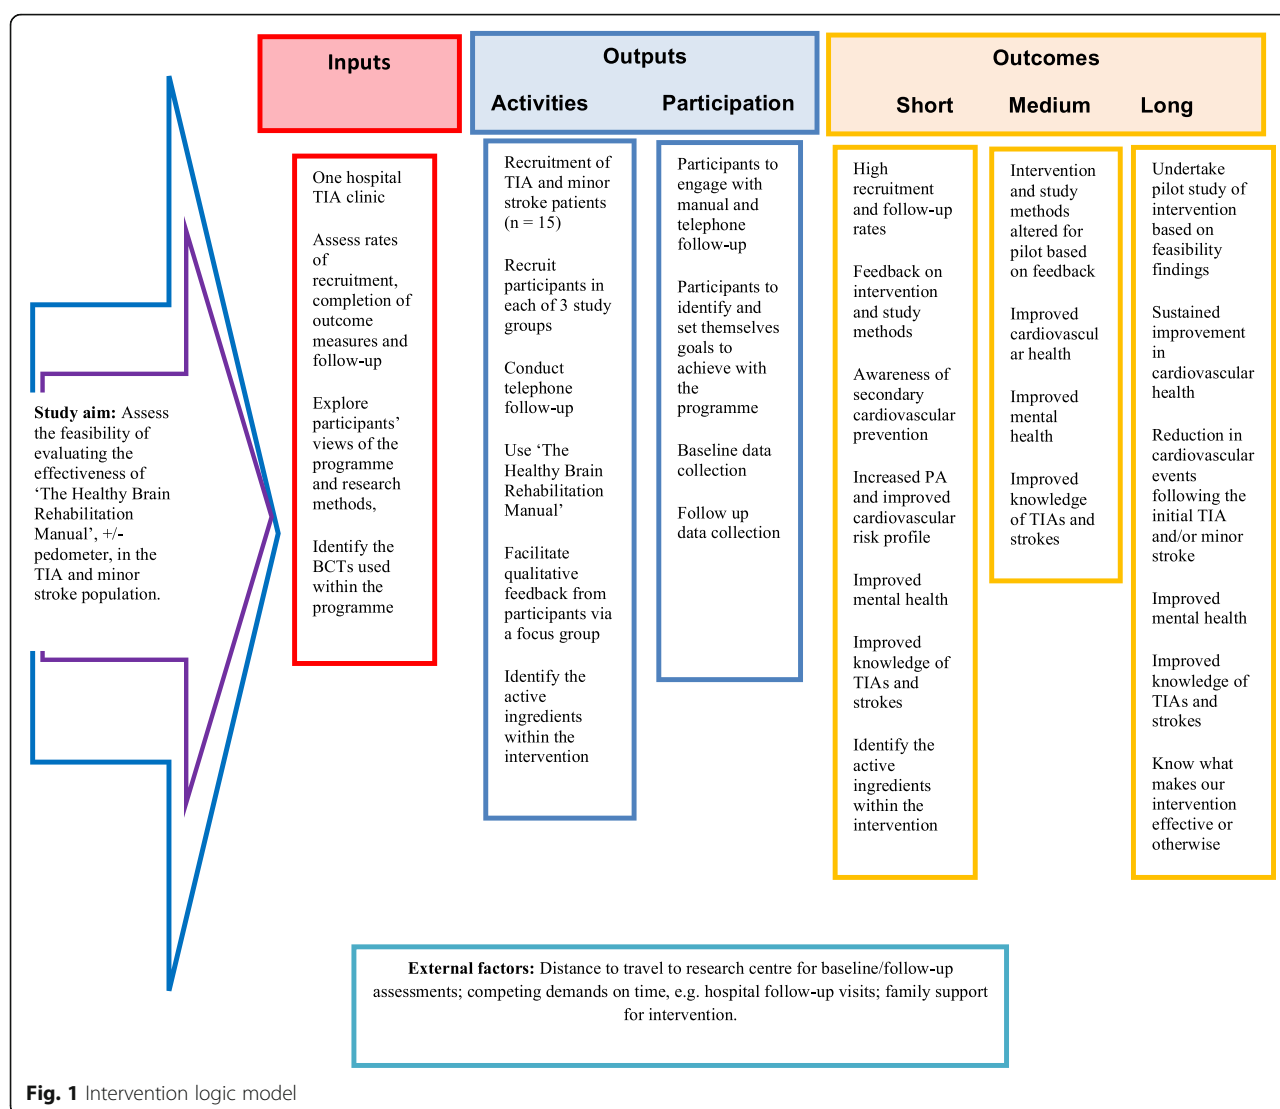 Inputs
Outputs
Activities
Participation
Outcomes
Short
Medium
Long
Study aim: Assess
the feasibility of
evaluating the
effectiveness of
‘The Healthy Brain
Rehabilitation
Manual’, +/-
pedometer, in the
TIA and minor
stroke population.
One hospital
TIA clinic
Assess rates
of
recruitment,
completion of
outcome
measures and
follow-up
Explore
participants’
views of the
programme
and research
methods,
Identify the
BCTs used
within the
programme
Recruitment of
TIA and minor
stroke patients
(n = 15)
Recruit
participants in
each of 3 study
groups
Conduct
telephone
follow-up
Use ‘The
Healthy Brain
Rehabilitation
Manual’
Facilitate
qualitative
feedback from
participants via
a focus group
Identify the
active
ingredients
within the
intervention
Participants to
engage with
manual and
telephone
follow-up
Participants to
identify and
set themselves
goals to
achieve with
the
programme
Baseline data
collection
Follow up
data collection
High
recruitment
and follow-up
rates
Feedback on
intervention
and study
methods
Awareness of
secondary
cardiovascular
prevention
Increased PA
and improved
cardiovascular
risk profile
Improved
mental health
Improved
knowledge of
TIAs and
strokes
Identify the
active
ingredients
within the
intervention
Intervention
and study
methods
altered for
pilot based
on feedback
Improved
cardiovascul
ar health
Improved
mental
health
Improved
knowledge
of TIAs and
strokes
Undertake
pilot study of
intervention
based on
feasibility
findings
Sustained
improvement
in
cardiovascular
health
Reduction in
cardiovascular
events
following the
initial TIA
and/or minor
stroke
Improved
mental health
Improved
knowledge of
TIAs and
strokes
Know what
makes our
intervention
effective or
otherwise
External factors: Distance to travel to research centre for baseline/follow-up
assessments; competing demands on time, e.g. hospital follow-up visits; family support
for intervention.
Fig. 1 Intervention logic model